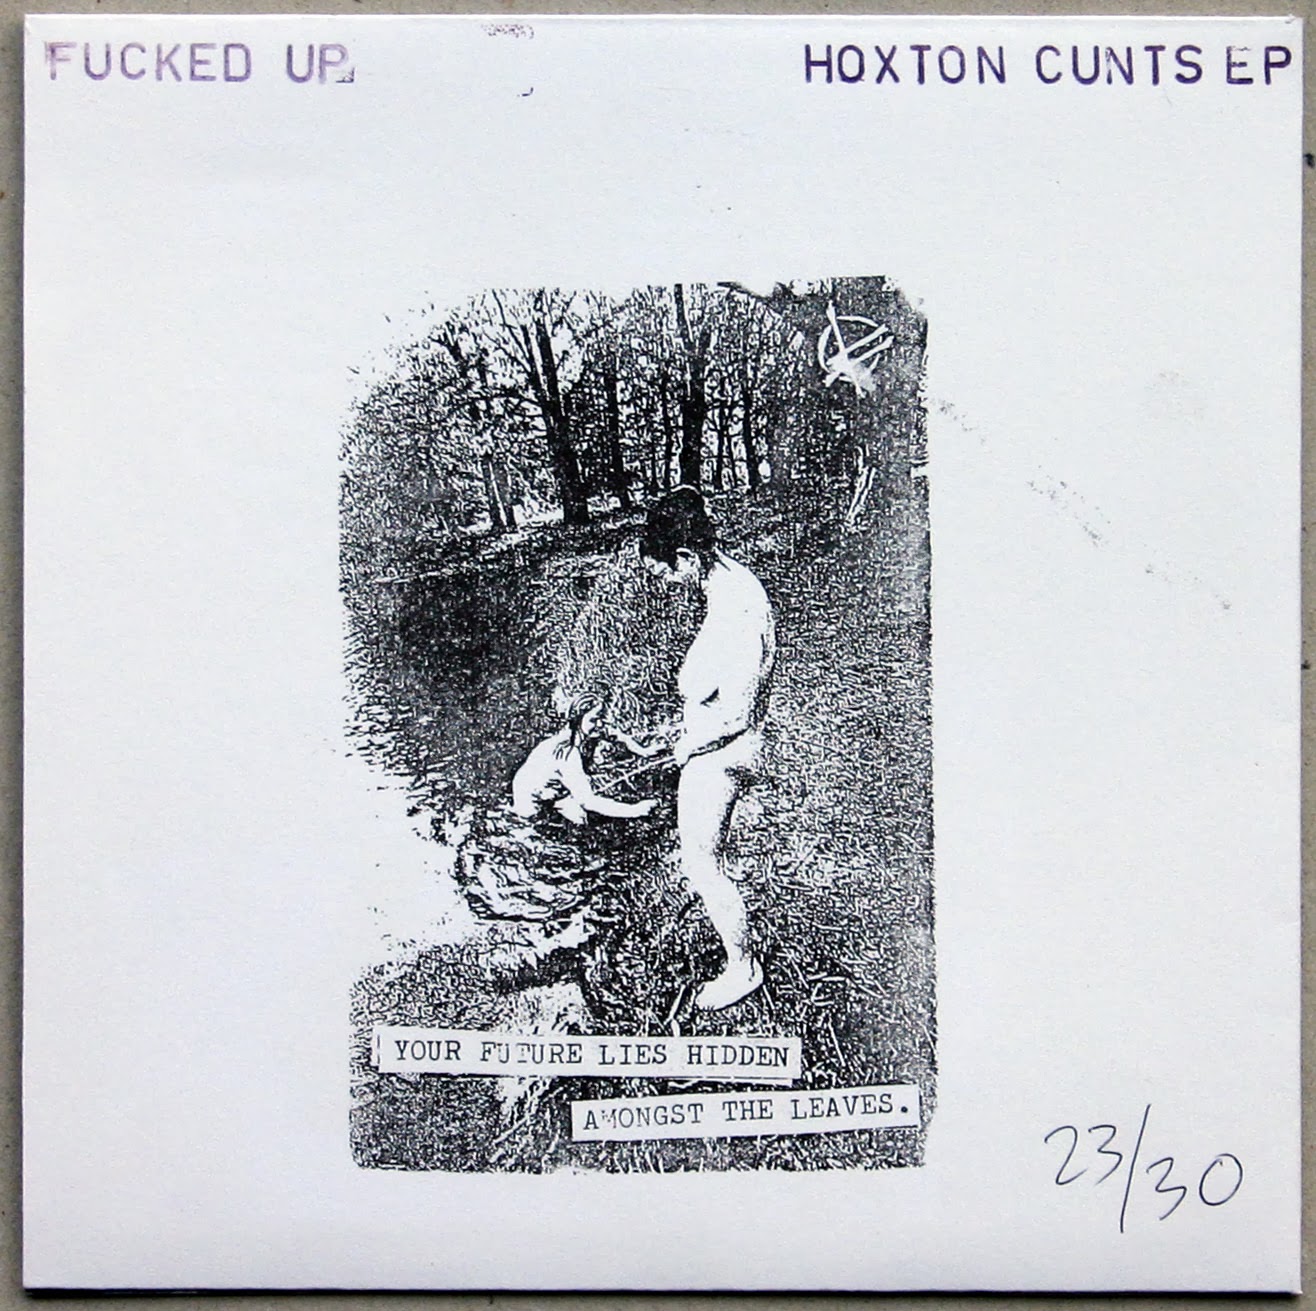 FUCKED UP
HOXTON CUNTS EP
YOUR FUTURE LIES HIDDEN
AMONGST THE LEAVES.
23/30